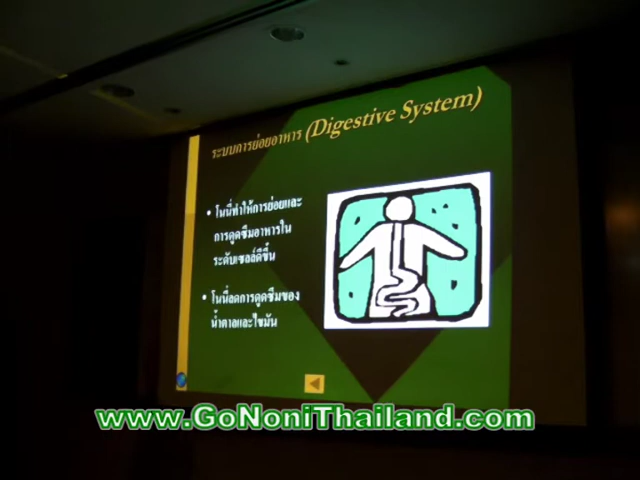 ระบบการย่อยอาหาร (Digestive System)
• โนนี่ทำให้การย่อยและ
การดูดซึมอาหารใน
ระดับเซลล์ดีขึ้น
• โนนี่ลดการดูดซึมของ
น้ำตาลและไขมัน
www.GoNoniThailand.com